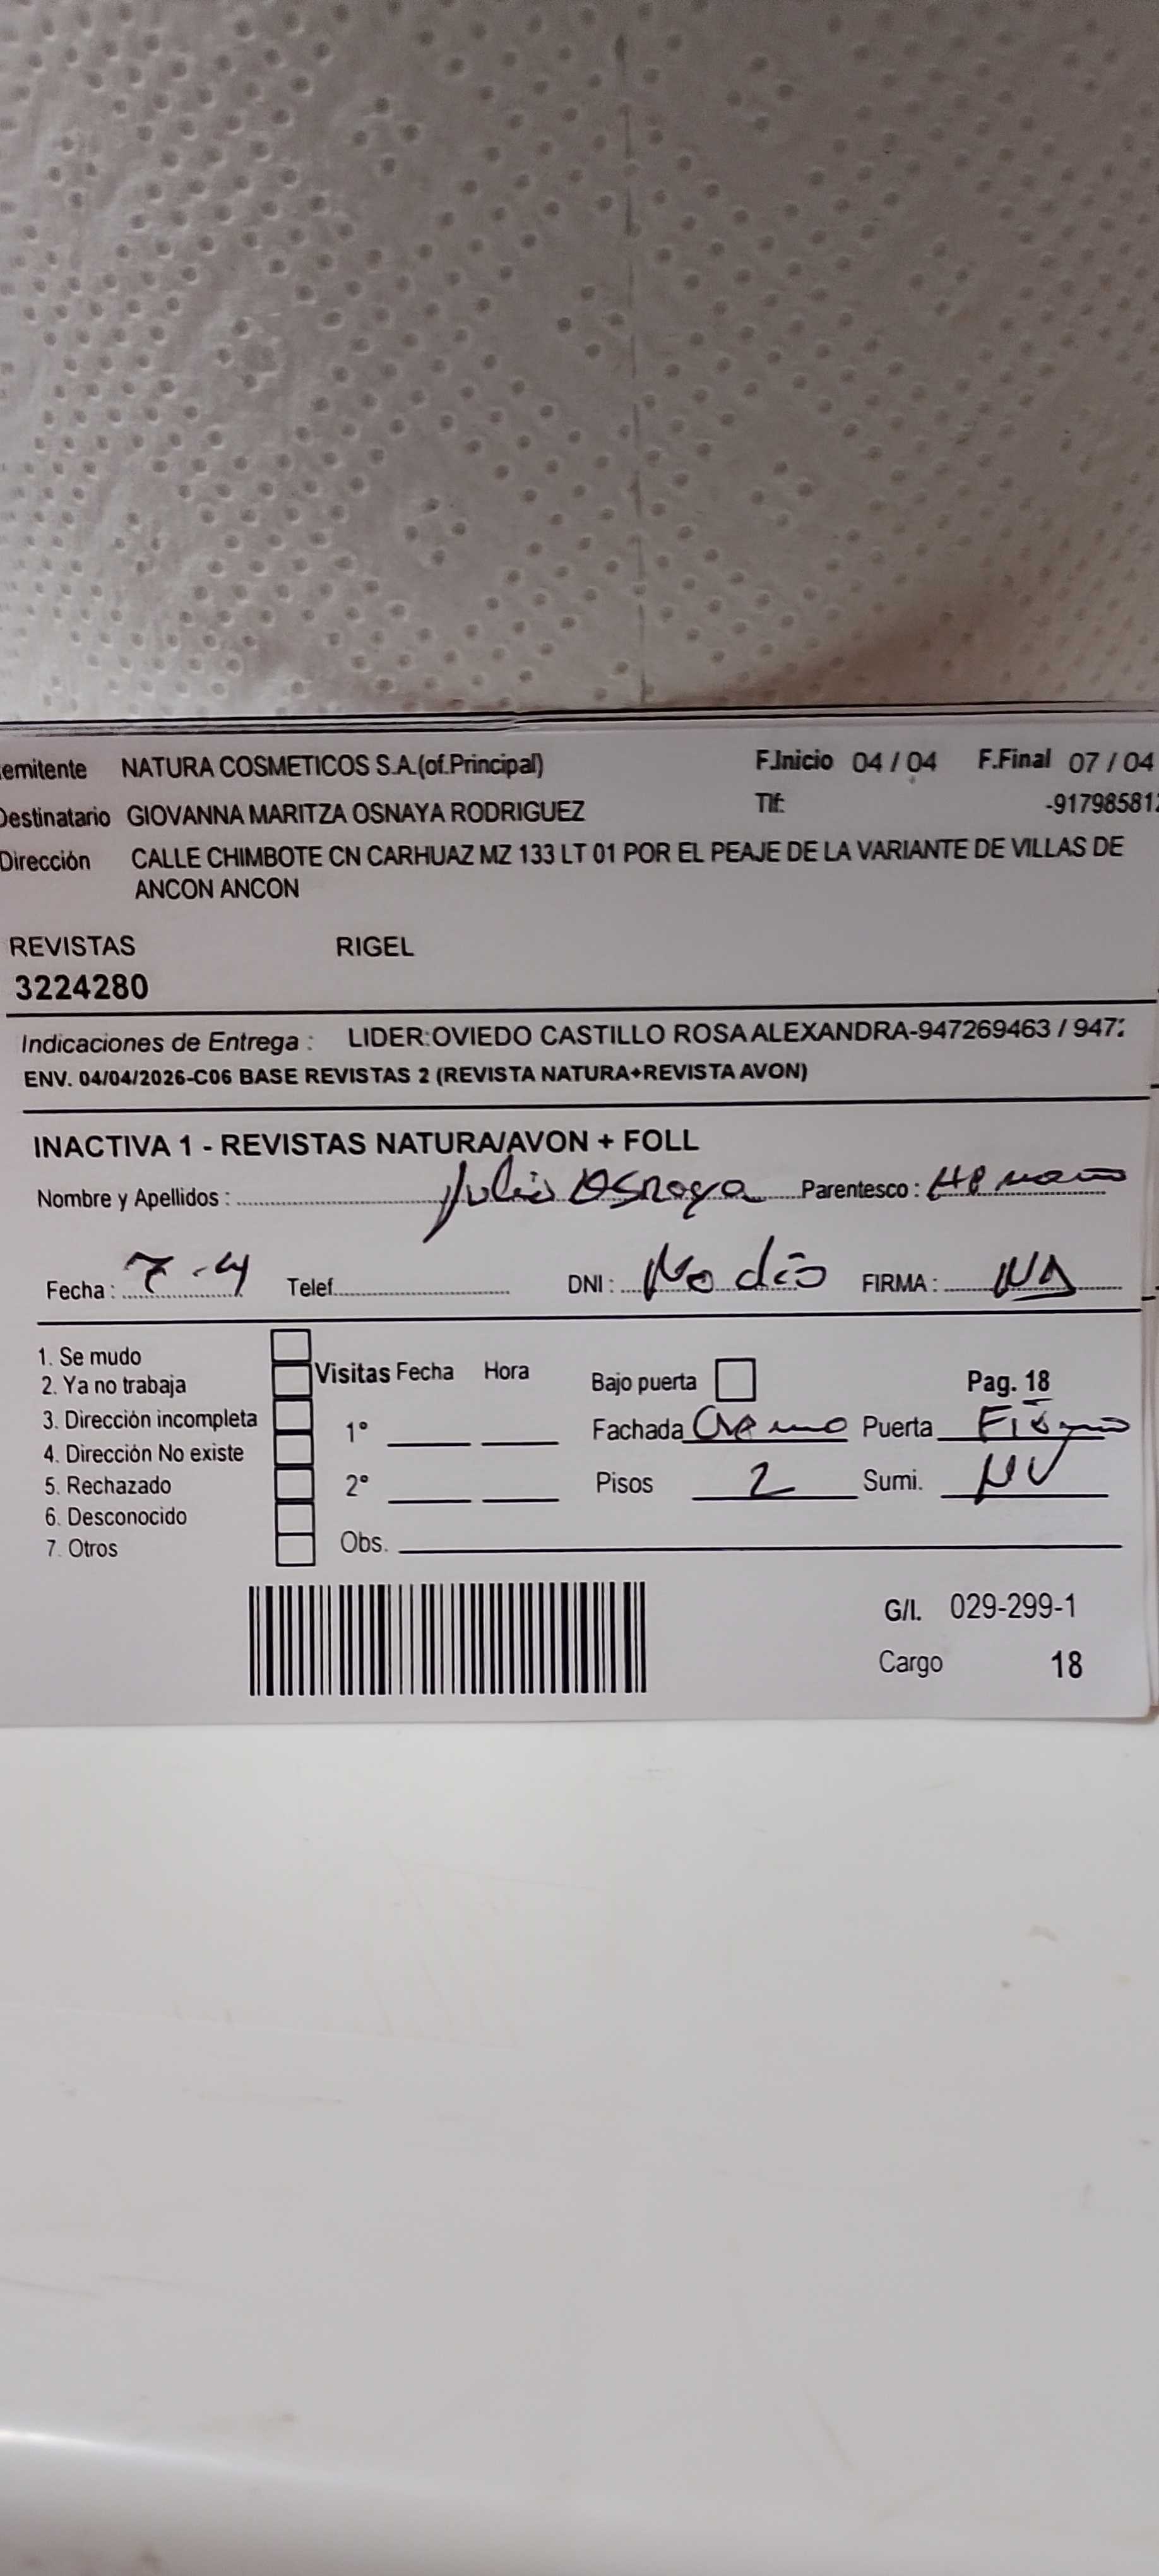 emitente NATURA COSMETICOS S.A.(of.Principal) F.Inicio 04 / 04 F.Final 07 / 04
Destinatario GIOVANNA MARITZA OSNAYA RODRIGUEZ Tlf: -91798581
Dirección CALLE CHIMBOTE CN CARHUAZ MZ 133 LT 01 POR EL PEAJE DE LA VARIANTE DE VILLAS DE
ANCON ANCON
REVISTAS RIGEL
3224280
Indicaciones de Entrega : LIDER:OVIEDO CASTILLO ROSA ALEXANDRA-947269463 / 947
ENV. 04/04/2026-C06 BASE REVISTAS 2 (REVISTA NATURA+REVISTA AVON)
INACTIVA 1 - REVISTAS NATURA/AVON + FOLL
Nombre y Apellidos : Julio Osnaya Parentesco :
Fecha : 7-4 Telef. DNI : No dio FIRMA :
1. Se mudo
2. Ya no trabaja Visitas Fecha Hora Bajo puerta Pag. 18
3. Dirección incompleta 1° Fachada Puerta
4. Dirección No existe
5. Rechazado 2° Pisos 2 Sumi. NV
6. Desconocido
7. Otros Obs.
G/I. 029-299-1
Cargo 18